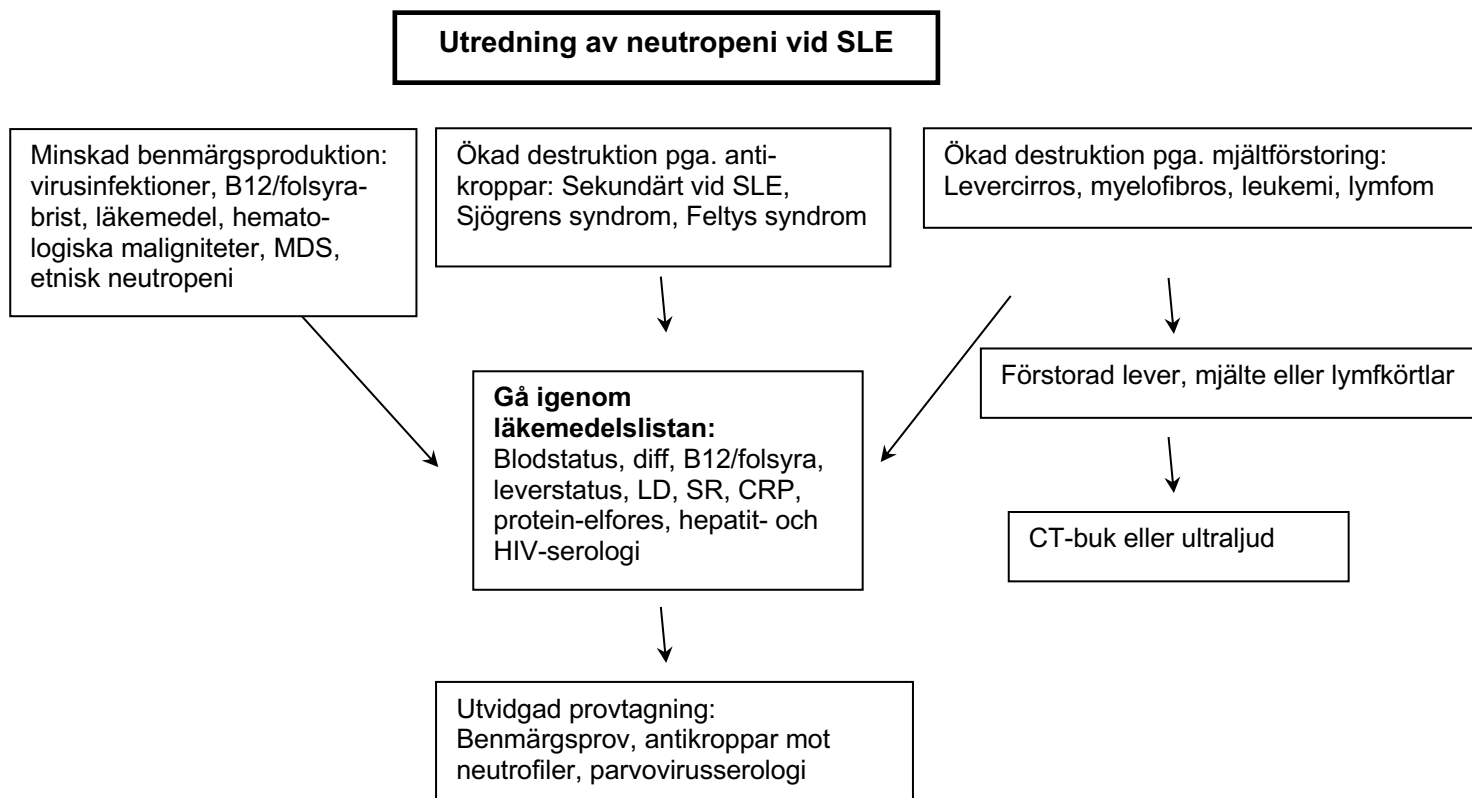 Utredning av neutropeni vid SLE
Minskad benmärgsproduktion:
virusinfektioner, B12/folsyra-
brist, läkemedel, hemato-
logiska maligniteter, MDS,
etnisk neutropeni
Ökad destruktion pga. anti-
kroppar: Sekundärt vid SLE,
Sjögrens syndrom, Feltys syndrom
Ökad destruktion pga. mjältförstoring:
Levercirros, myelofibros, leukemi, lymfom
Gå igenom
läkemedelslistan:
Blodstatus, diff, B12/folsyra,
leverstatus, LD, SR, CRP,
protein-elfores, hepatit- och
HIV-serologi
Förstorad lever, mjälte eller lymfkörtlar
CT-buk eller ultraljud
Utvidgad provtagning:
Benmärgsprov, antikroppar mot
neutrofiler, parvovirusserologi